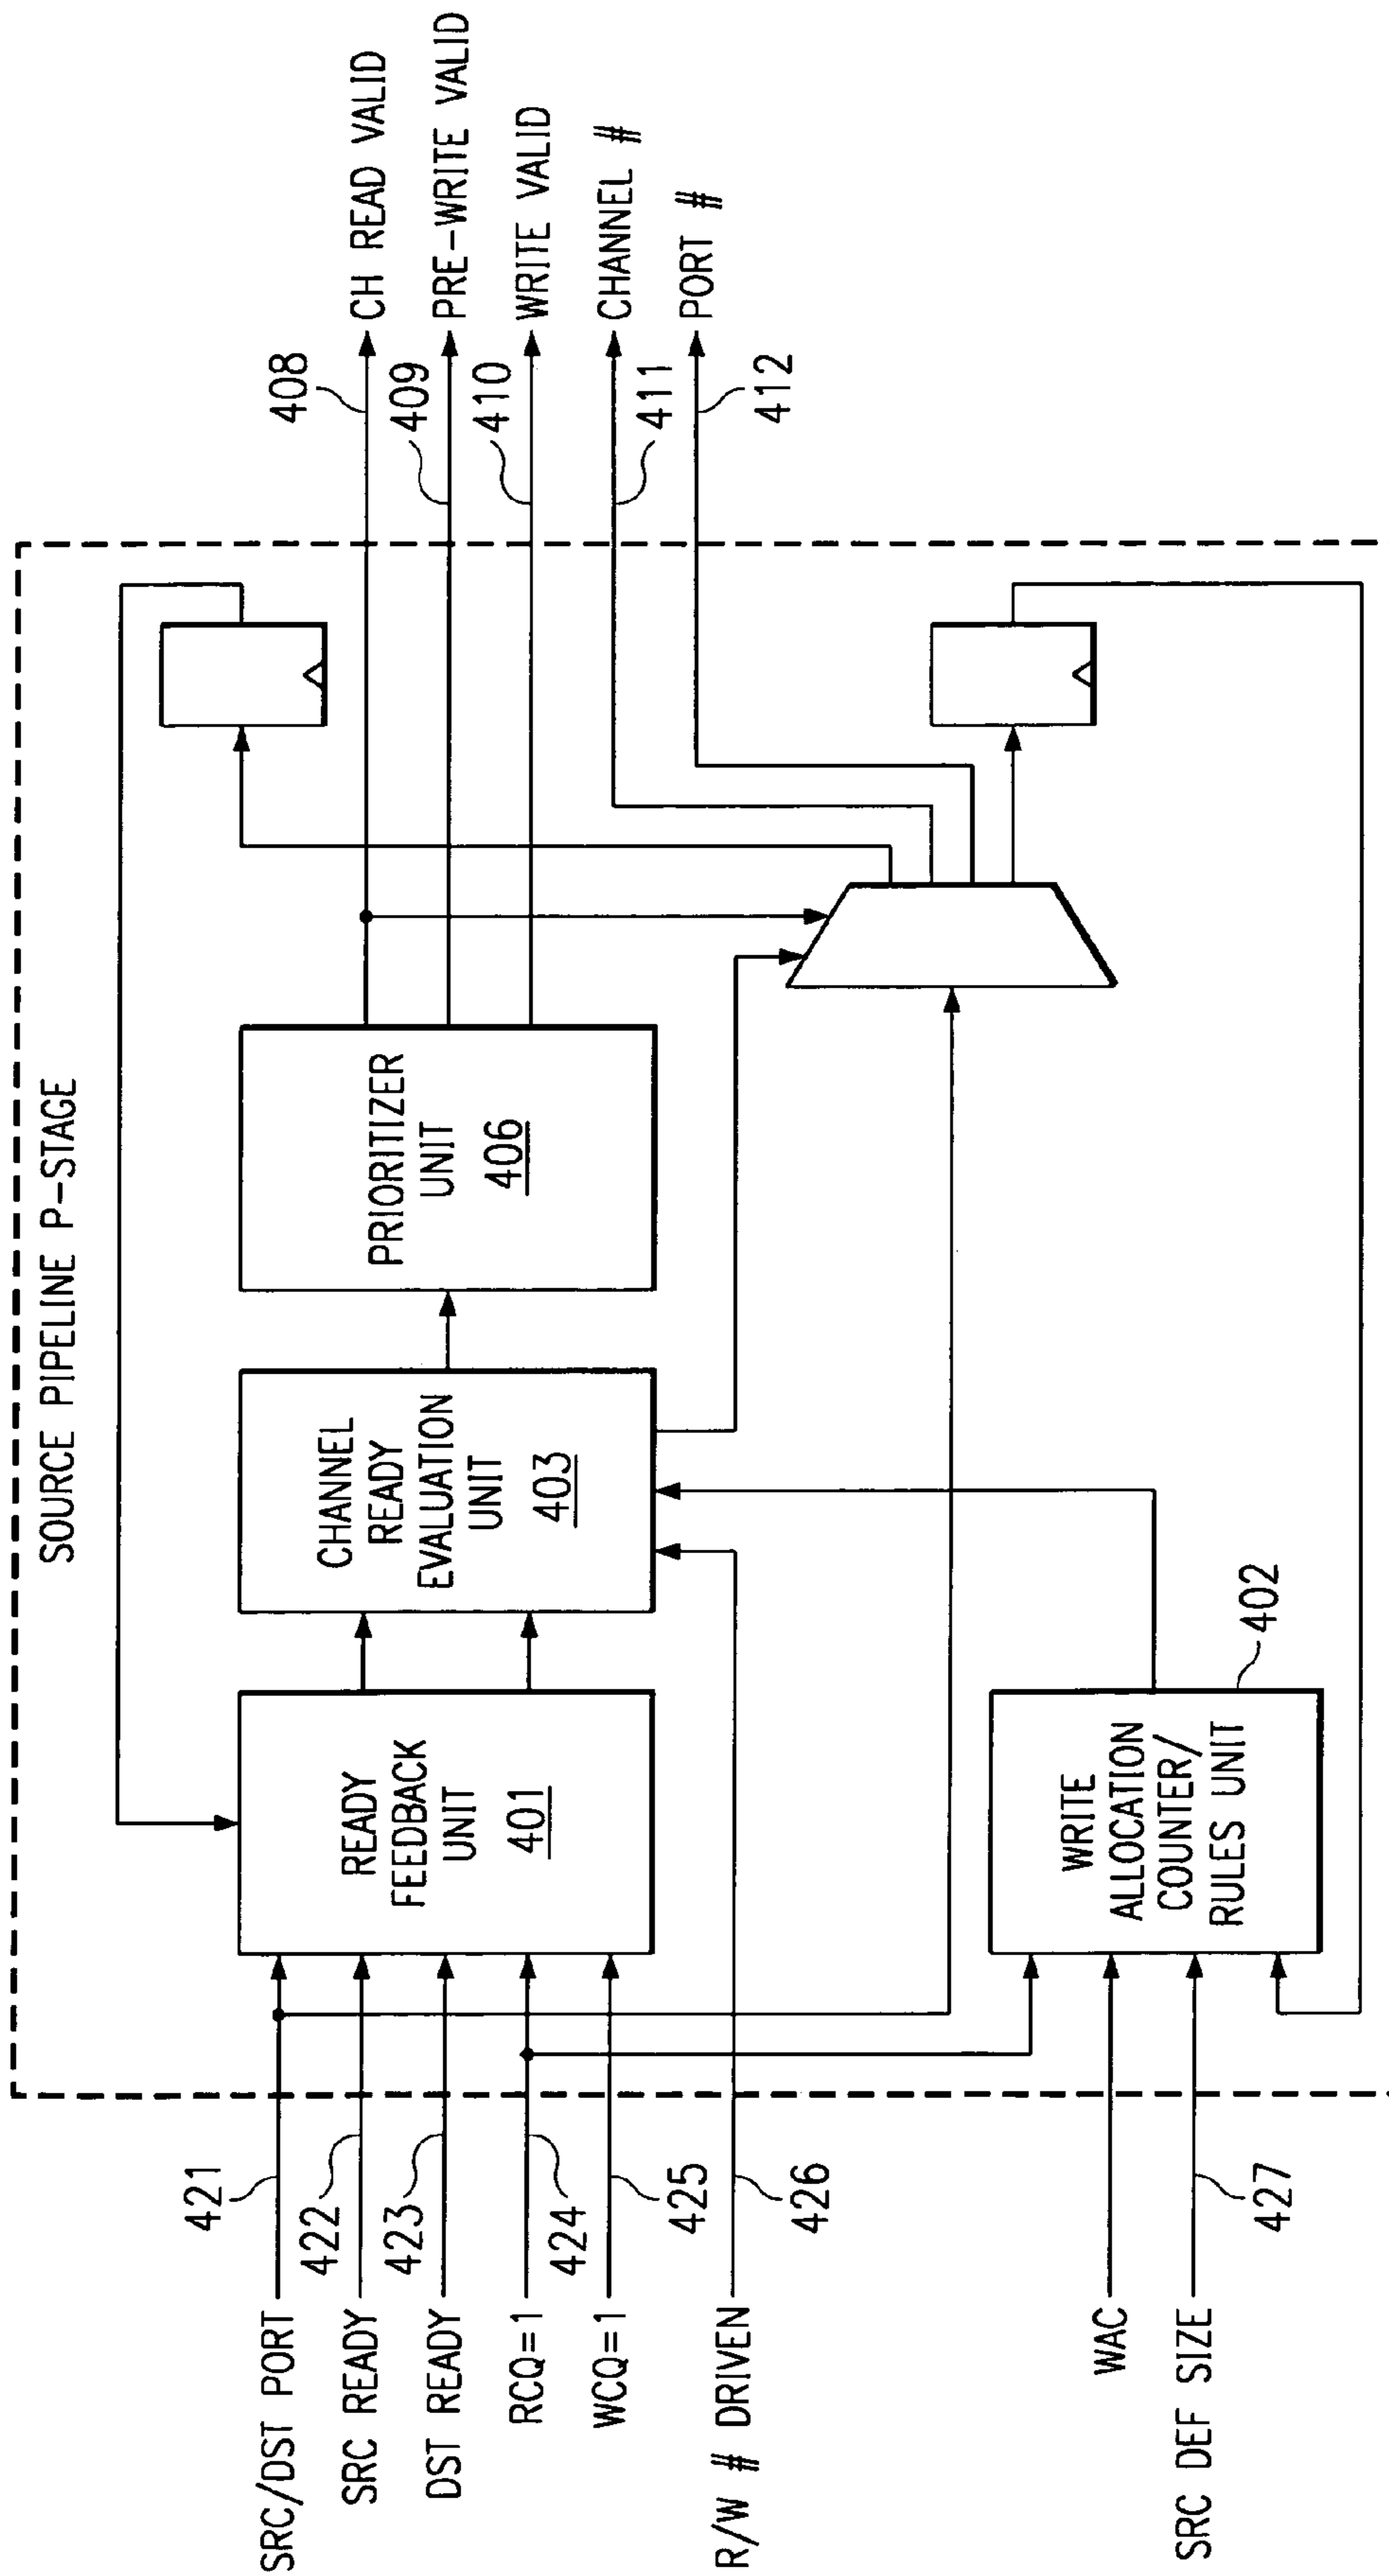 SOURCE PIPELINE P-STAGE
SRC/DST PORT
421
SRC READY
422
DST READY
423
RCQ=1
424
WCQ=1
425
R/W # DRIVEN
426
WAC
SRC DEF SIZE
427
READY
FEEDBACK
UNIT
401
WRITE
ALLOCATION
COUNTER/
RULES UNIT
402
CHANNEL
READY
EVALUATION
UNIT
403
PRIORITIZER
UNIT
406
408
CH READ VALID
409
PRE-WRITE VALID
410
WRITE VALID
411
CHANNEL #
412
PORT #